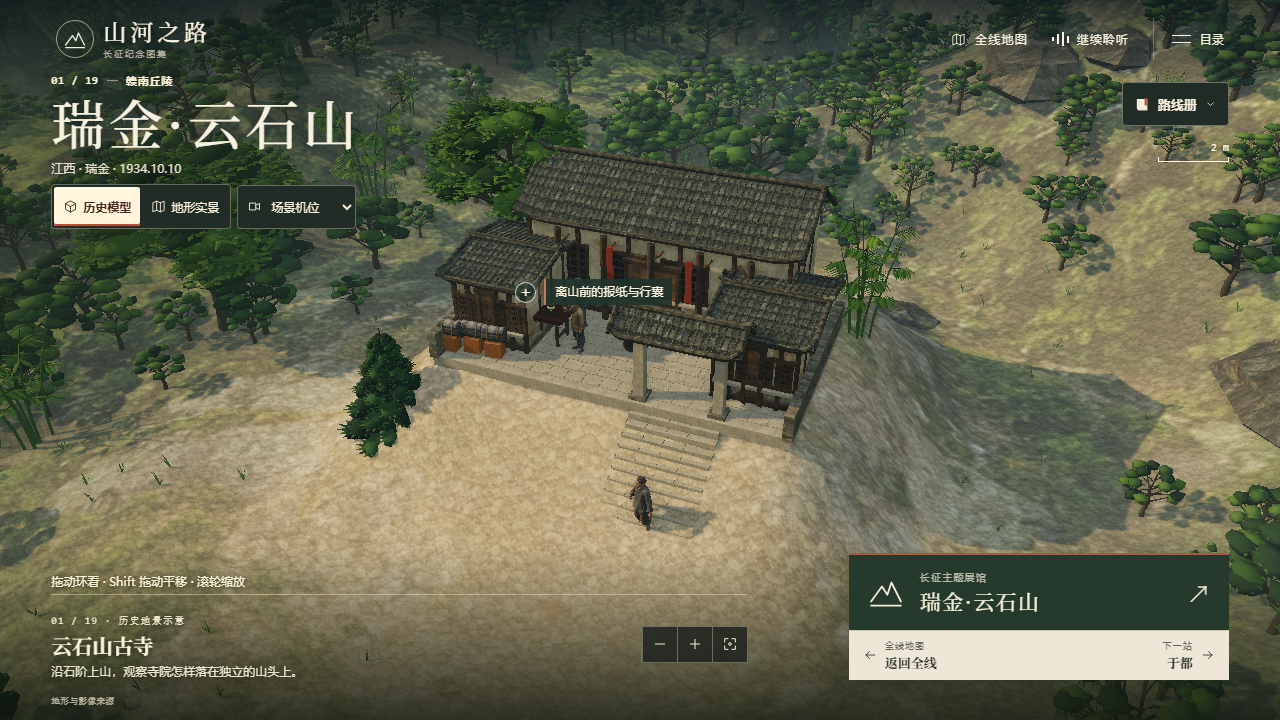 山河之路
长征纪念图集
全线地图
继续聆听
目录
01 / 19 — 赣南丘陵
瑞金·云石山
江西·瑞金·1934.10.10
路线册
2 m
历史模型
地形实景
场景机位
离山前的报纸与行囊
拖动环看·Shift 拖动平移·滚轮缩放
01 / 19 · 历史地景示意
云石山古寺
沿石阶上山，观察寺院怎样落在独立的山头上。
地形与影像来源
长征主题展馆
瑞金·云石山
全线地图
返回全线
下一站
于都